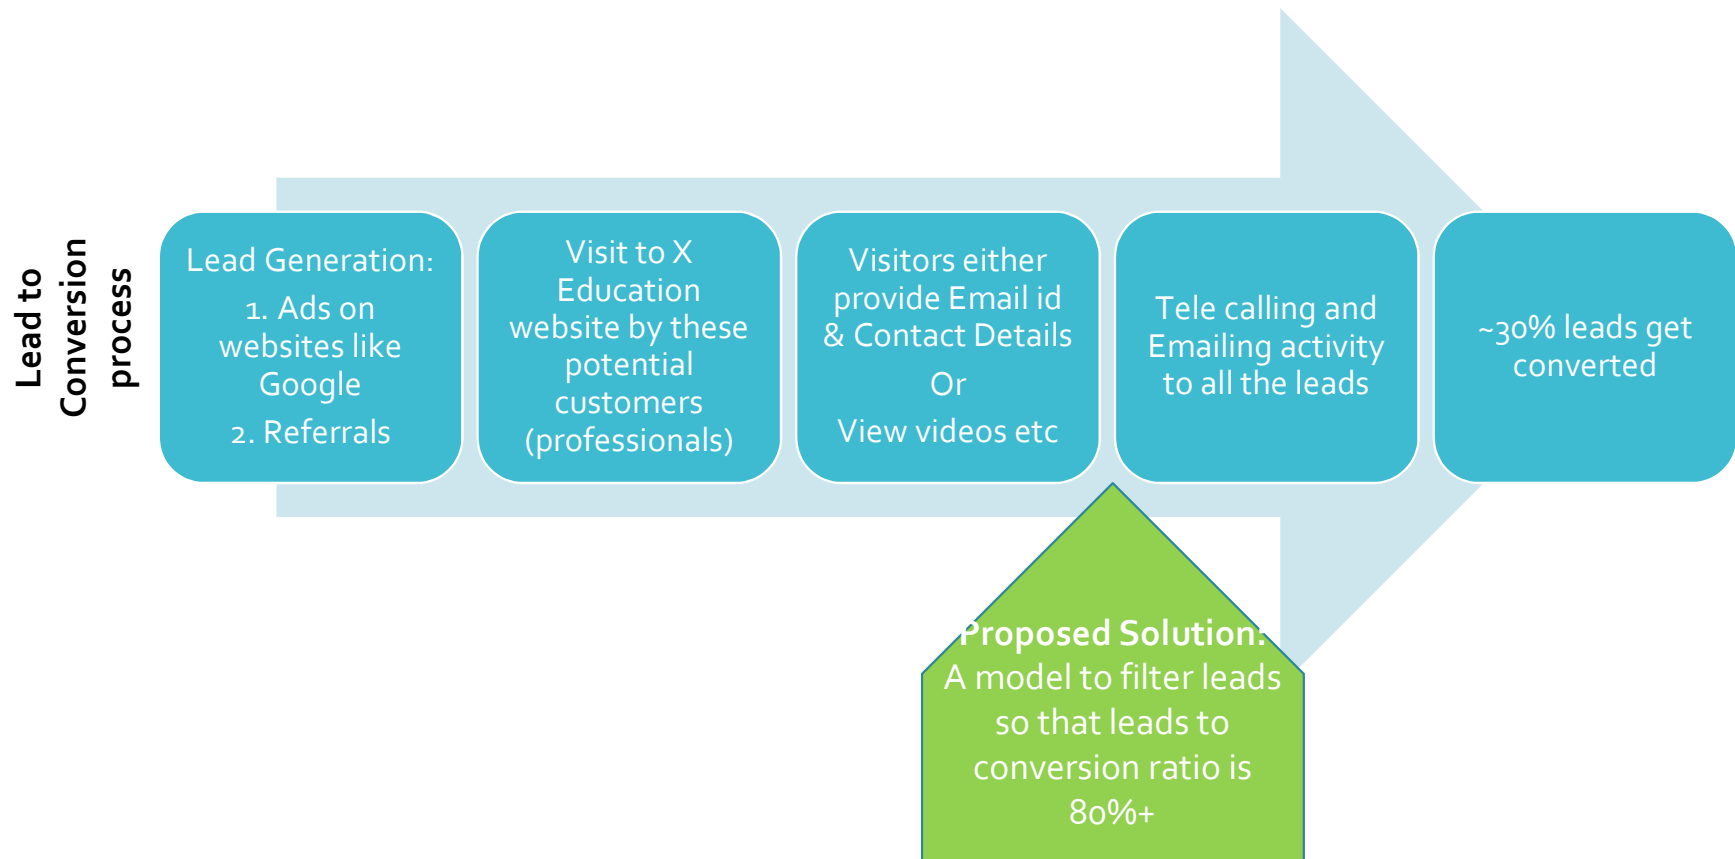 Lead to
Conversion
process
Lead Generation:
1. Ads on
websites like
Google
2. Referrals
Visit to X
Education
website by these
potential
customers
(professionals)
Visitors either
provide Email id
& Contact Details
Or
View videos etc
Tele calling and
Emailing activity
to all the leads
~30% leads get
converted
Proposed Solution:
A model to filter leads
so that leads to
conversion ratio is
80%+